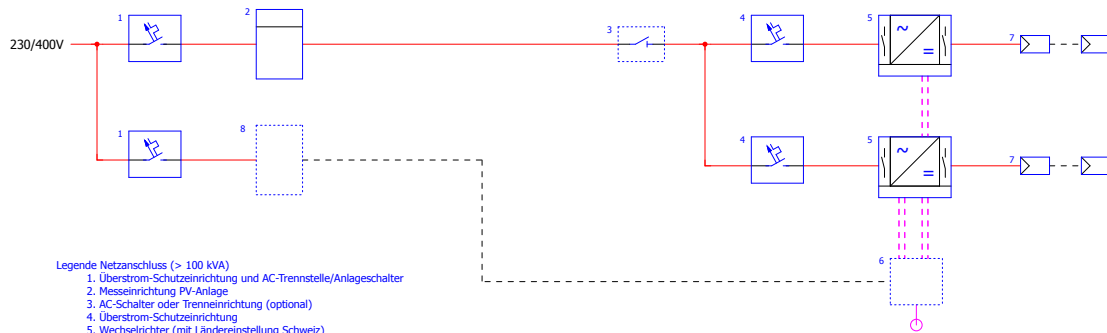 1
2
3
4
5
7
230/400V
~
=
1
8
4
5
7
~
=
6
Legende Netzanschluss (> 100 kVA)
1. Überstrom-Schutzeinrichtung und AC-Trennstelle/Anlageschalter
2. Messeinrichtung PV-Anlage
3. AC-Schalter oder Trenneinrichtung (optional)
4. Überstrom-Schutzeinrichtung
5. Wechselrichter (mit Ländereinstellung Schweiz)